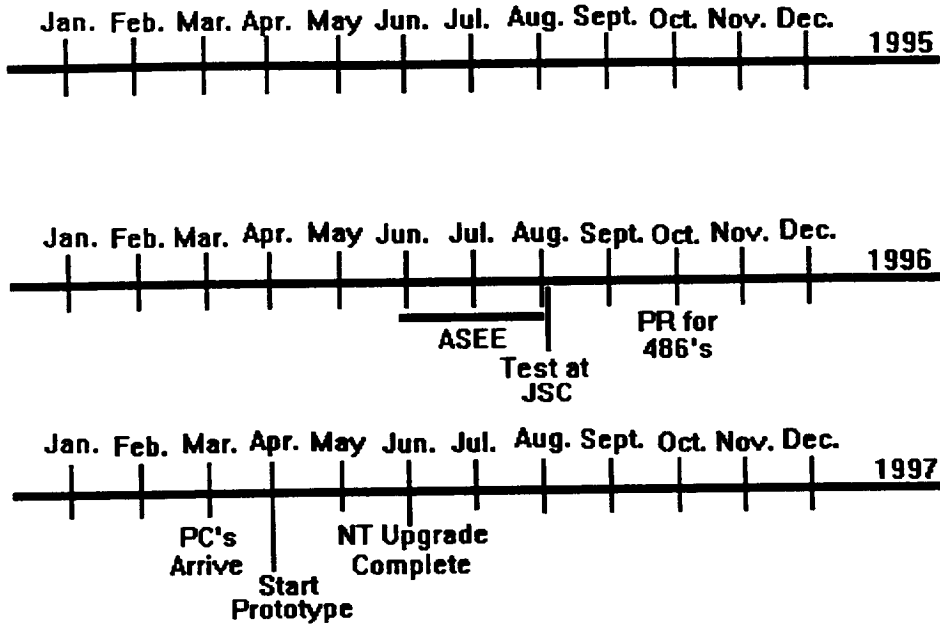 Jan. Feb. Mar. Apr. May Jun. Jul. Aug. Sept. Oct. Nov. Dec.
1995
Jan. Feb. Mar. Apr. May Jun. Jul. Aug. Sept. Oct. Nov. Dec.
1996
ASEE
Test at
JSC
PR for
486's
Jan. Feb. Mar. Apr. May Jun. Jul. Aug. Sept. Oct. Nov. Dec.
1997
PC's
Arrive
Start
Prototype
NT Upgrade
Complete